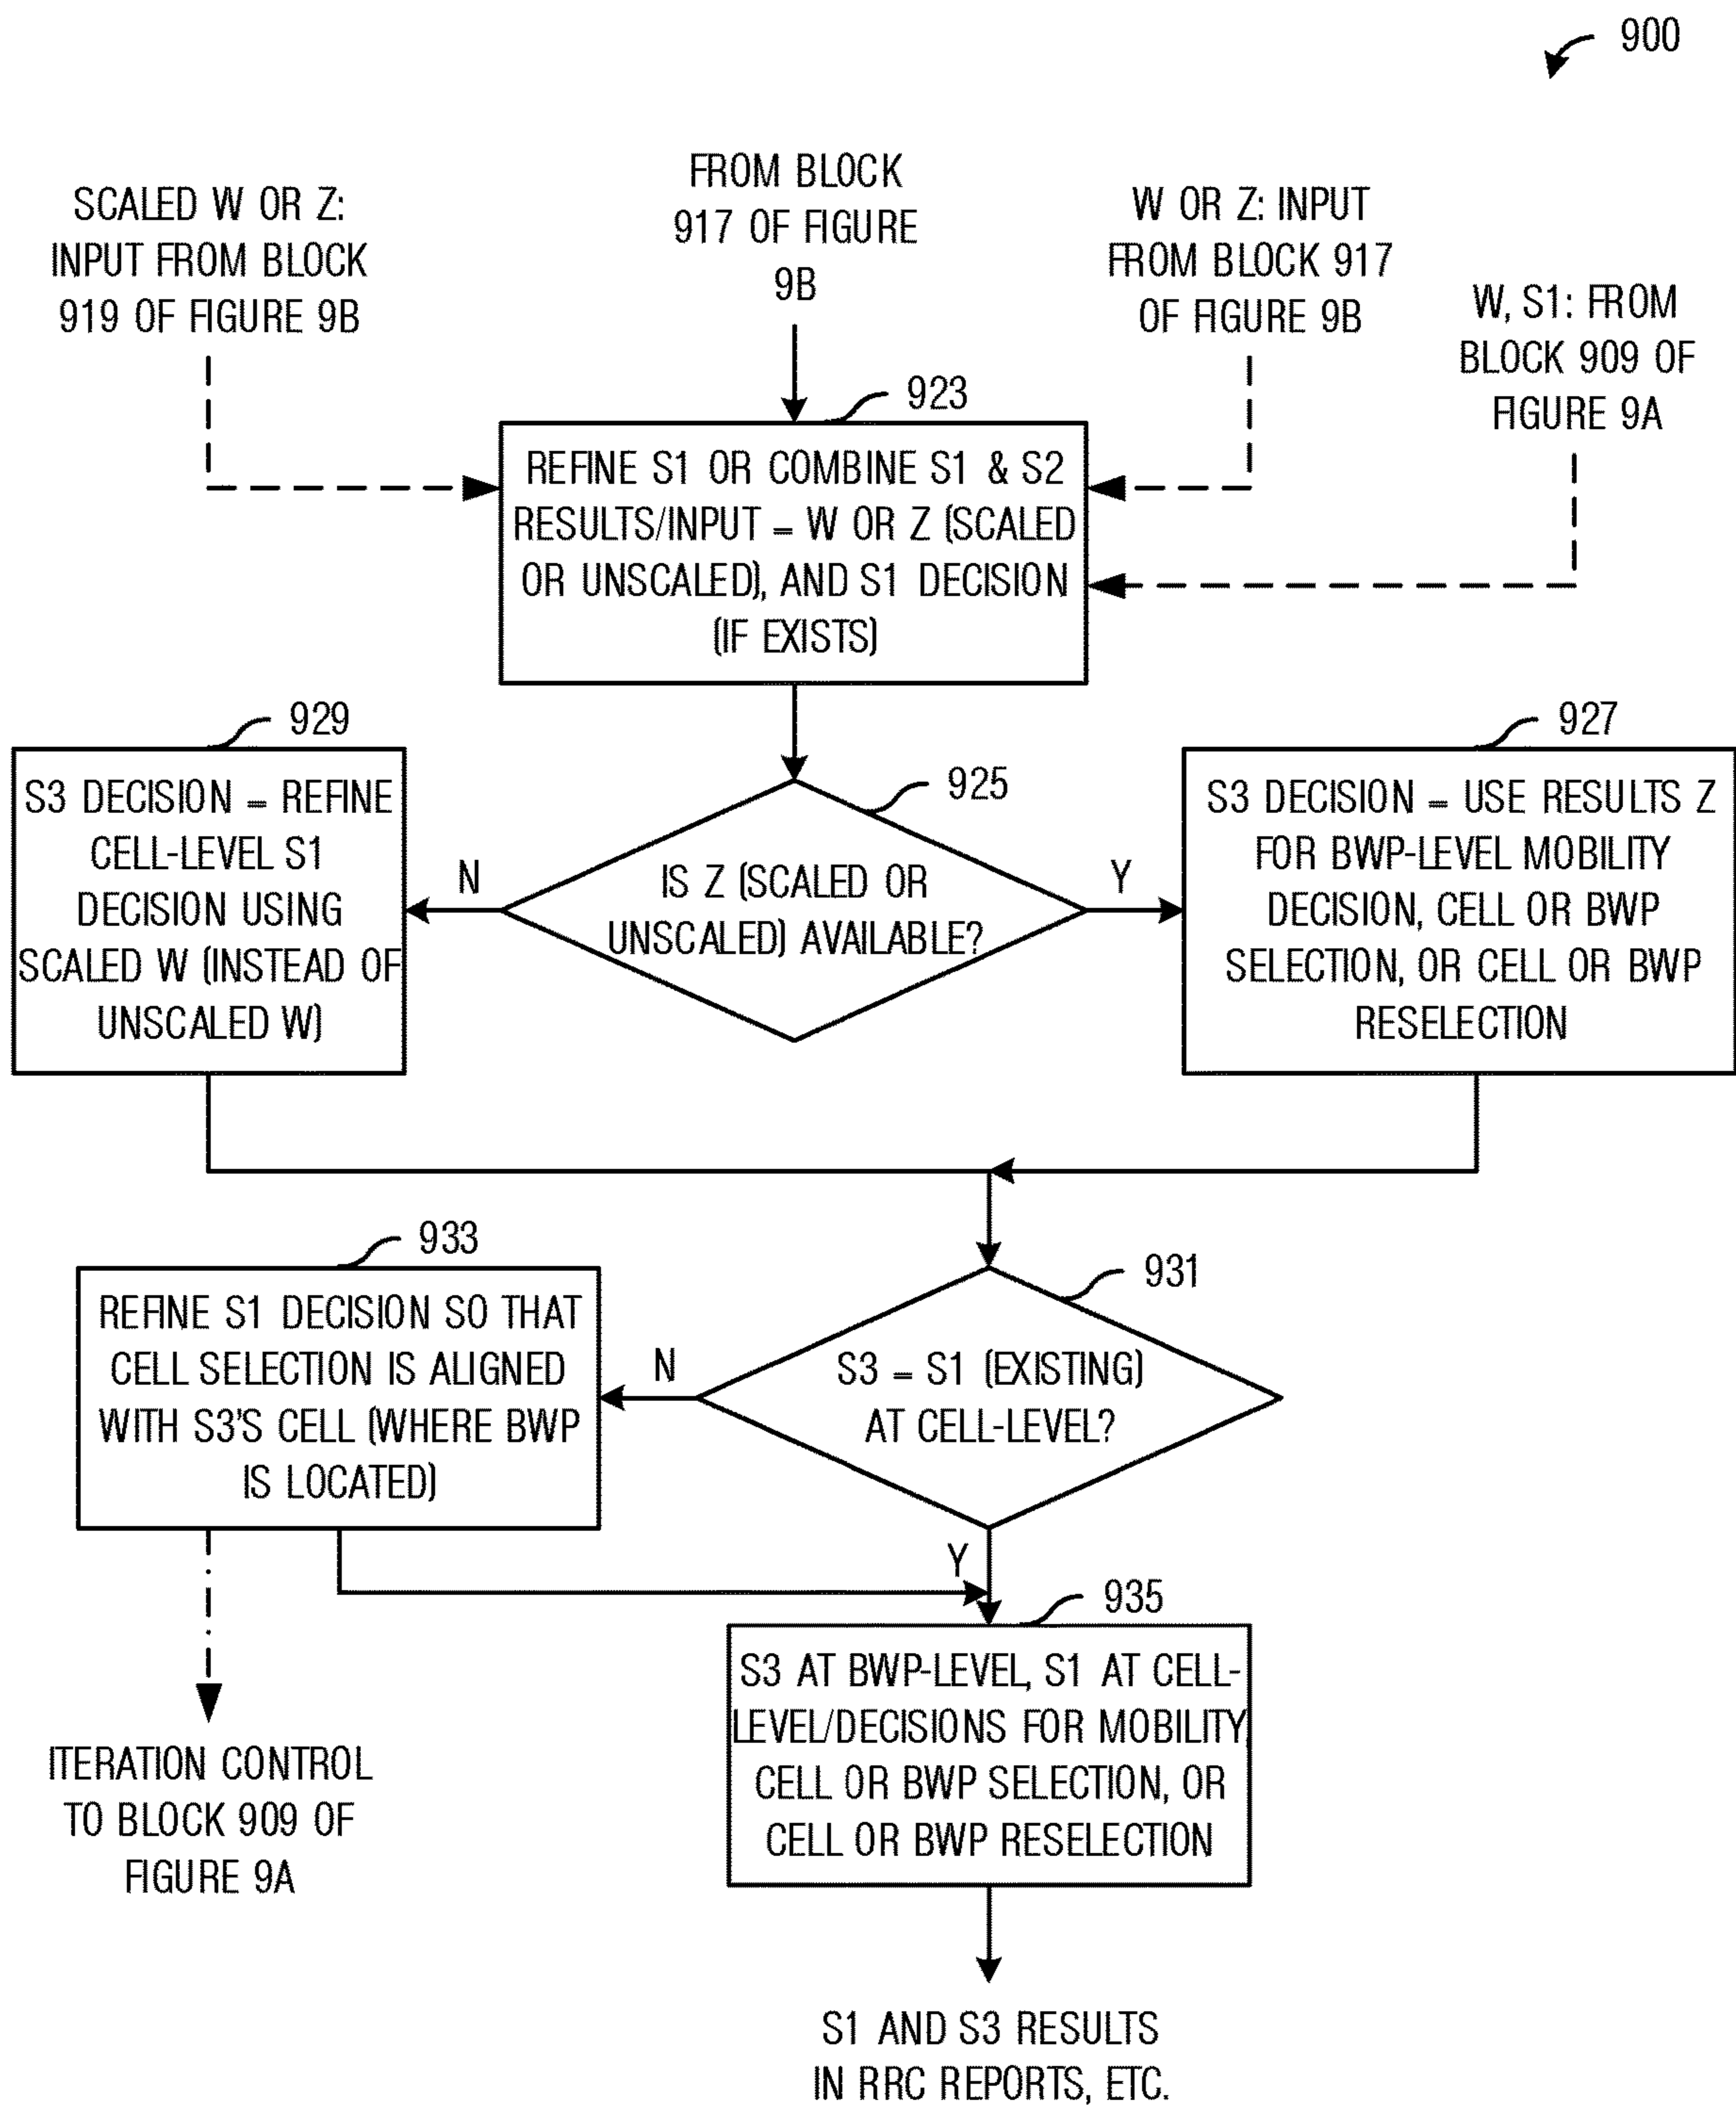 900
SCALED W OR Z:
INPUT FROM BLOCK
919 OF FIGURE 9B
FROM BLOCK
917 OF FIGURE
9B
W OR Z: INPUT
FROM BLOCK 917
OF FIGURE 9B
W, S1: FROM
BLOCK 909 OF
FIGURE 9A
923
REFINE S1 OR COMBINE S1 & S2
RESULTS/INPUT = W OR Z (SCALED
OR UNSCALED), AND S1 DECISION
(IF EXISTS)
929
S3 DECISION = REFINE
CELL-LEVEL S1
DECISION USING
SCALED W (INSTEAD OF
UNSCALED W)
925
N
IS Z (SCALED OR
UNSCALED) AVAILABLE?
Y
927
S3 DECISION = USE RESULTS Z
FOR BWP-LEVEL MOBILITY
DECISION, CELL OR BWP
SELECTION, OR CELL OR BWP
RESELECTION
933
REFINE S1 DECISION SO THAT
CELL SELECTION IS ALIGNED
WITH S3'S CELL (WHERE BWP
IS LOCATED)
931
N
S3 = S1 (EXISTING)
AT CELL-LEVEL?
Y
935
S3 AT BWP-LEVEL, S1 AT CELL-
LEVEL/DECISIONS FOR MOBILITY,
CELL OR BWP SELECTION, OR
CELL OR BWP RESELECTION
ITERATION CONTROL
TO BLOCK 909 OF
FIGURE 9A
S1 AND S3 RESULTS
IN RRC REPORTS, ETC.